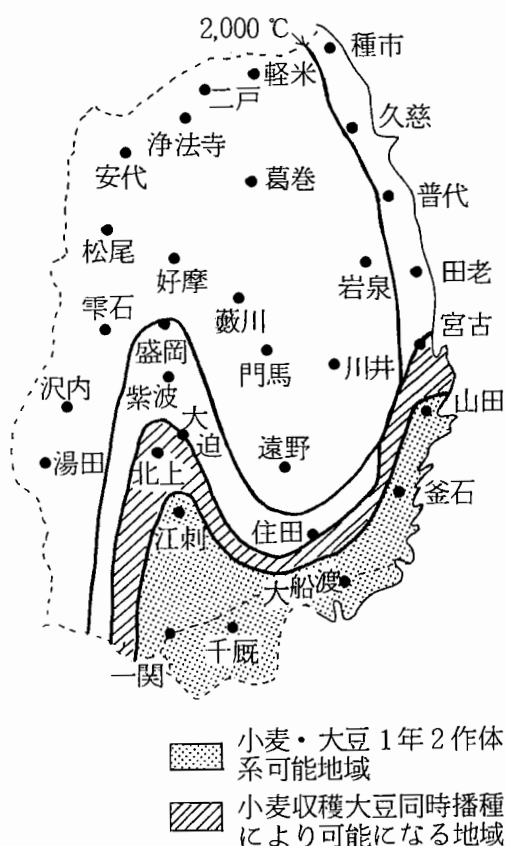 2,000 ℃
種市
軽米
二戸
久慈
浄法寺
安代
葛巻
普代
松尾
好摩
岩泉
田老
雫石
藪川
宮古
盛岡
門馬
川井
沢内
紫波
山田
大迫
湯田
北上
遠野
釜石
江刺
住田
大船渡
千厩
一関
小麦・大豆1年2作体
系可能地域
小麦収穫大豆同時播種
により可能になる地域